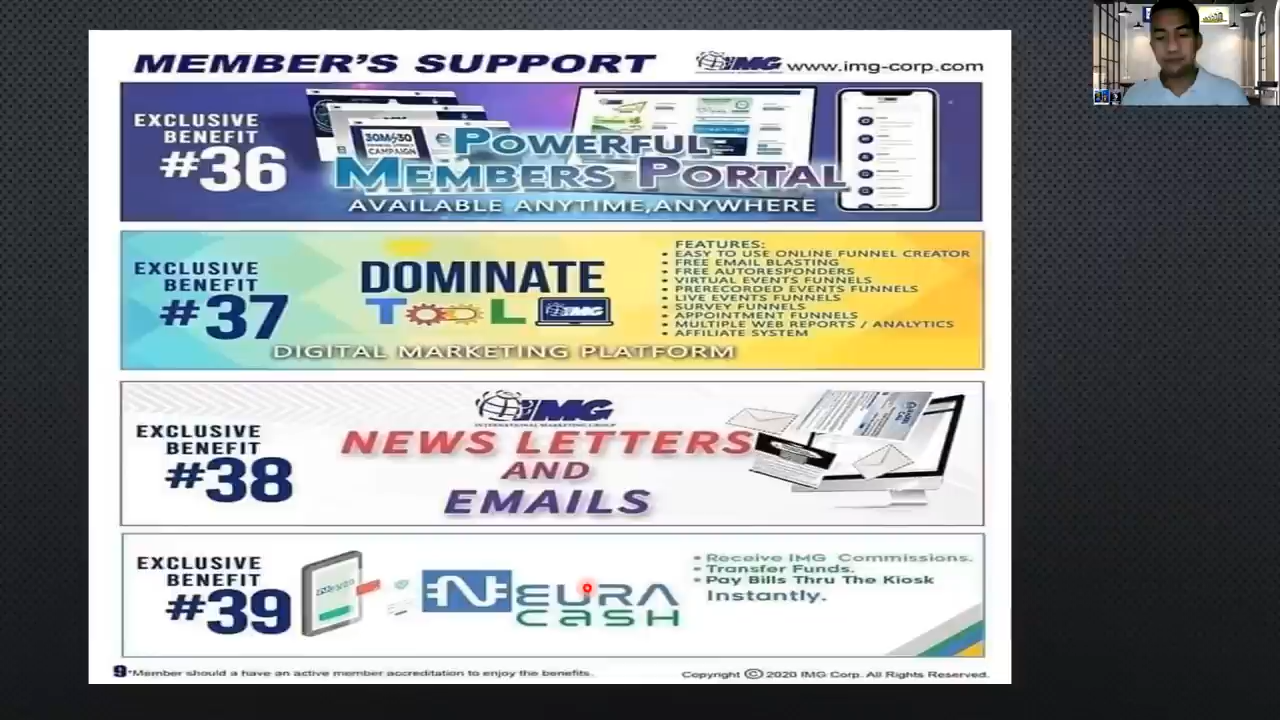 MEMBER'S SUPPORT
IMG www.img-corp.com
EXCLUSIVE
BENEFIT
#36
30M530
CAMPAIGN
POWERFUL
MEMBERS PORTAL
AVAILABLE ANYTIME,ANYWHERE
EXCLUSIVE
BENEFIT
#37
DOMINATE
TOOL
IMG
DIGITAL MARKETING PLATFORM
FEATURES:
• EASY TO USE ONLINE FUNNEL CREATOR
• FREE EMAIL BLASTING
• FREE AUTORESPONDERS
• VIRTUAL EVENTS FUNNELS
• PRERECORDED EVENTS FUNNELS
• LIVE EVENTS FUNNELS
• SURVEY FUNNELS
• APPOINTMENT FUNNELS
• MULTIPLE WEB REPORTS / ANALYTICS
• AFFILIATE SYSTEM
EXCLUSIVE
BENEFIT
#38
IMG
INTERNATIONAL MARKETING GROUP
NEWS LETTERS
AND
EMAILS
EXCLUSIVE
BENEFIT
#39
NEURA
CASH
• Receive IMG Commissions.
• Transfer Funds.
• Pay Bills Thru The Kiosk
Instantly.
9 *Member should a have an active member accreditation to enjoy the benefits.
Copyright © 2020 IMG Corp. All Rights Reserved.